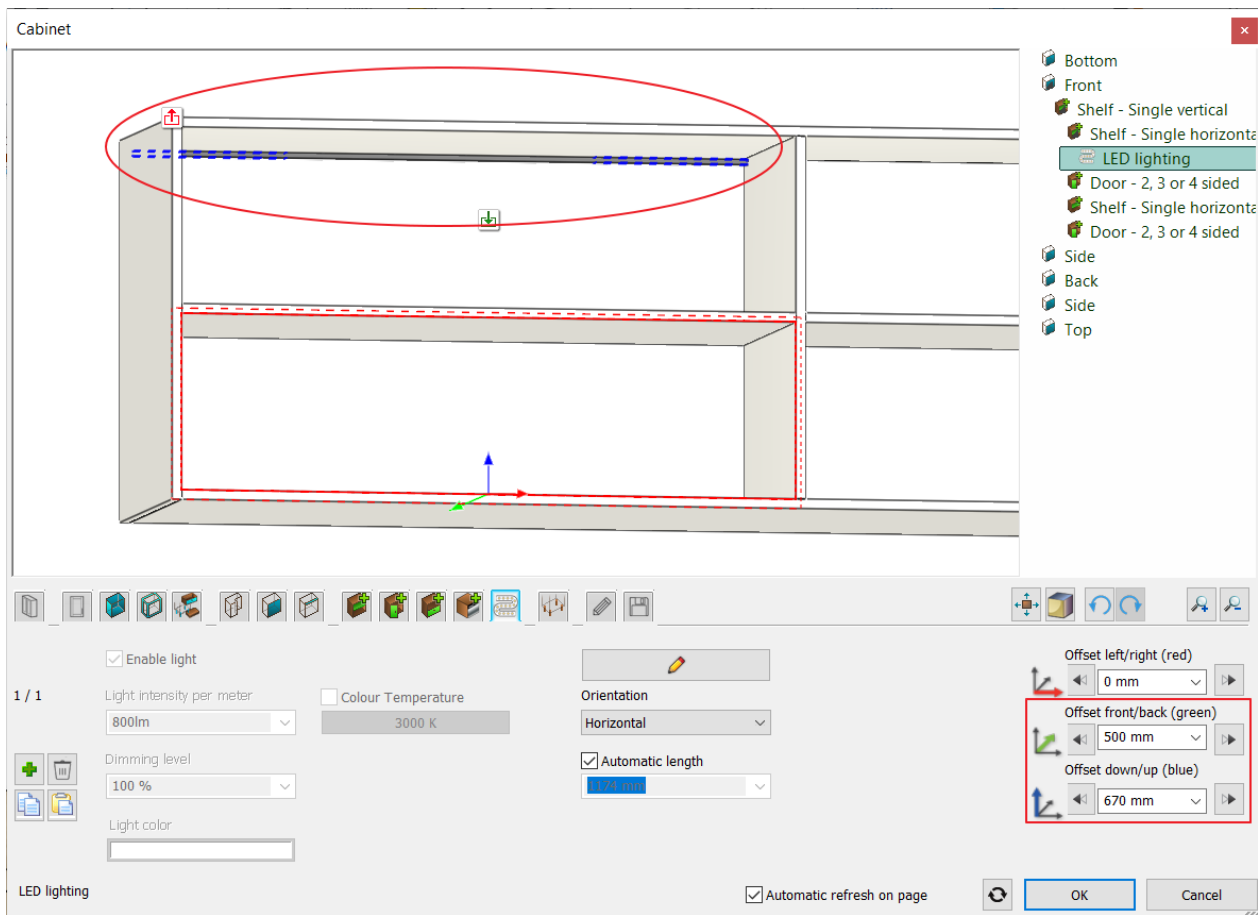 Cabinet
Bottom
Front
Shelf - Single vertical
Shelf - Single horizonta
LED lighting
Door - 2, 3 or 4 sided
Shelf - Single horizonta
Door - 2, 3 or 4 sided
Side
Back
Side
Top
Enable light
1 / 1
Light intensity per meter
800lm
Colour Temperature
3000 K
Dimming level
100 %
Light color
Orientation
Horizontal
Automatic length
1174 mm
Offset left/right (red)
0 mm
Offset front/back (green)
500 mm
Offset down/up (blue)
670 mm
LED lighting
Automatic refresh on page
OK
Cancel